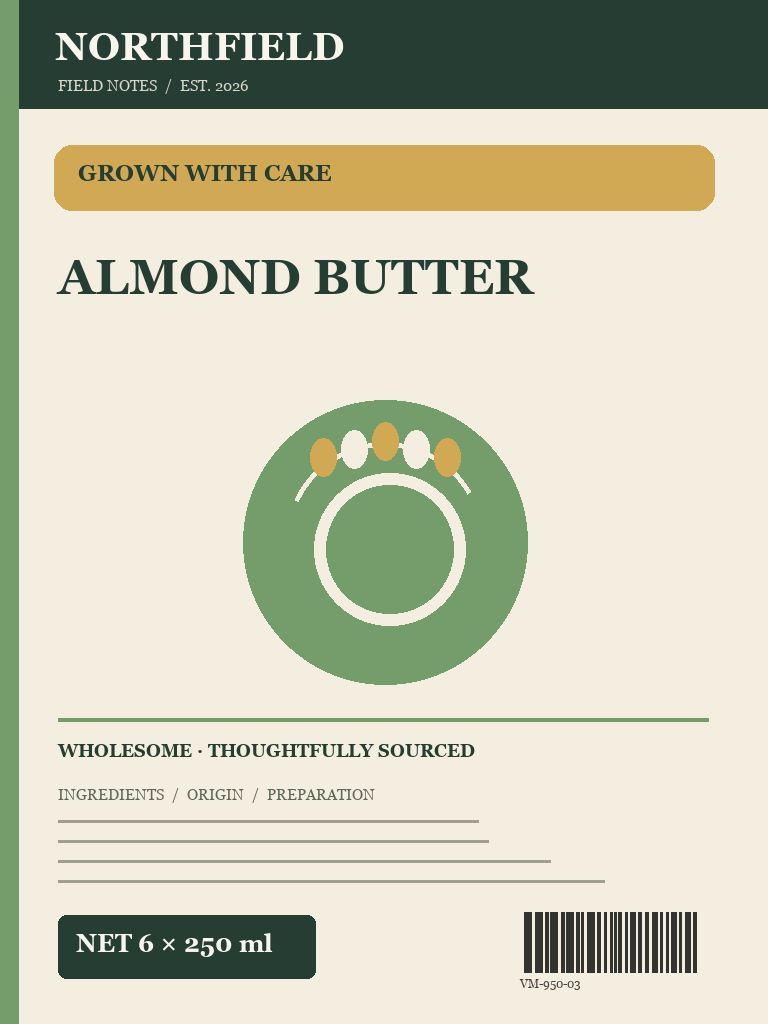 NORTHFIELD
FIELD NOTES / EST. 2026
GROWN WITH CARE
ALMOND BUTTER
WHOLESOME · THOUGHTFULLY SOURCED
INGREDIENTS / ORIGIN / PREPARATION
NET 6 × 250 ml
VM-950-03